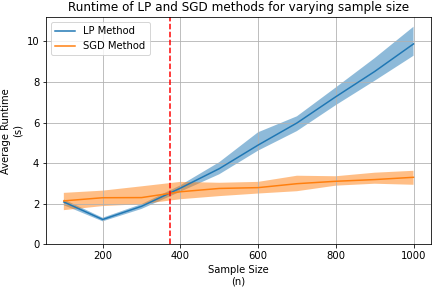 Runtime of LP and SGD methods for varying sample size
LP Method
SGD Method
Average Runtime
(s)
10
8
6
4
2
0
200
400
600
800
1000
Sample Size
(n)